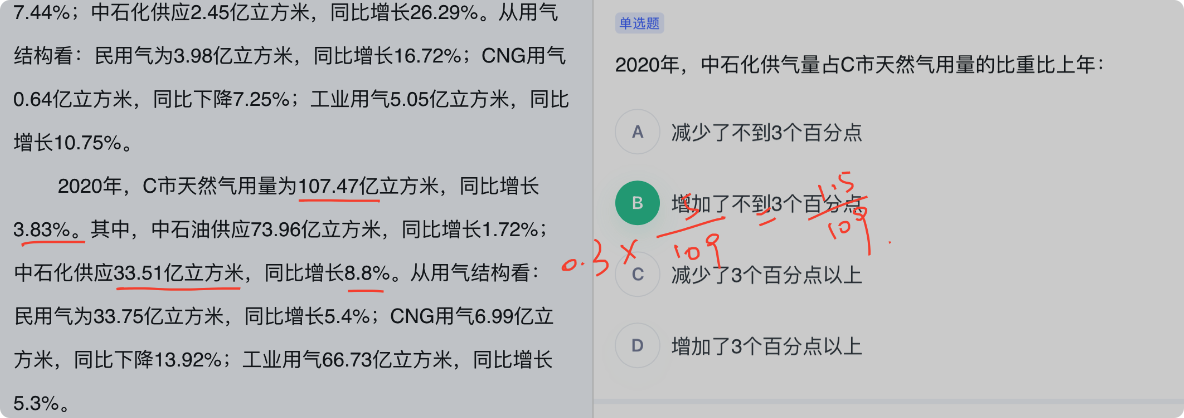 7.44%；中石化供应2.45亿立方米，同比增长26.29%。从用气
结构看：民用气为3.98亿立方米，同比增长16.72%；CNG用气
0.64亿立方米，同比下降7.25%；工业用气5.05亿立方米，同比
增长10.75%。
2020年，C市天然气用量为107.47亿立方米，同比增长
3.83%。其中，中石油供应73.96亿立方米，同比增长1.72%；
中石化供应33.51亿立方米，同比增长8.8%。从用气结构看：
民用气为33.75亿立方米，同比增长5.4%；CNG用气6.99亿立
方米，同比下降13.92%；工业用气66.73亿立方米，同比增长
5.3%。
单选题
2020年，中石化供气量占C市天然气用量的比重比上年：
A 减少了不到3个百分点
B 增加了不到3个百分点
C 减少了3个百分点以上
D 增加了3个百分点以上
0.3 × 5/109 = 1.5/109